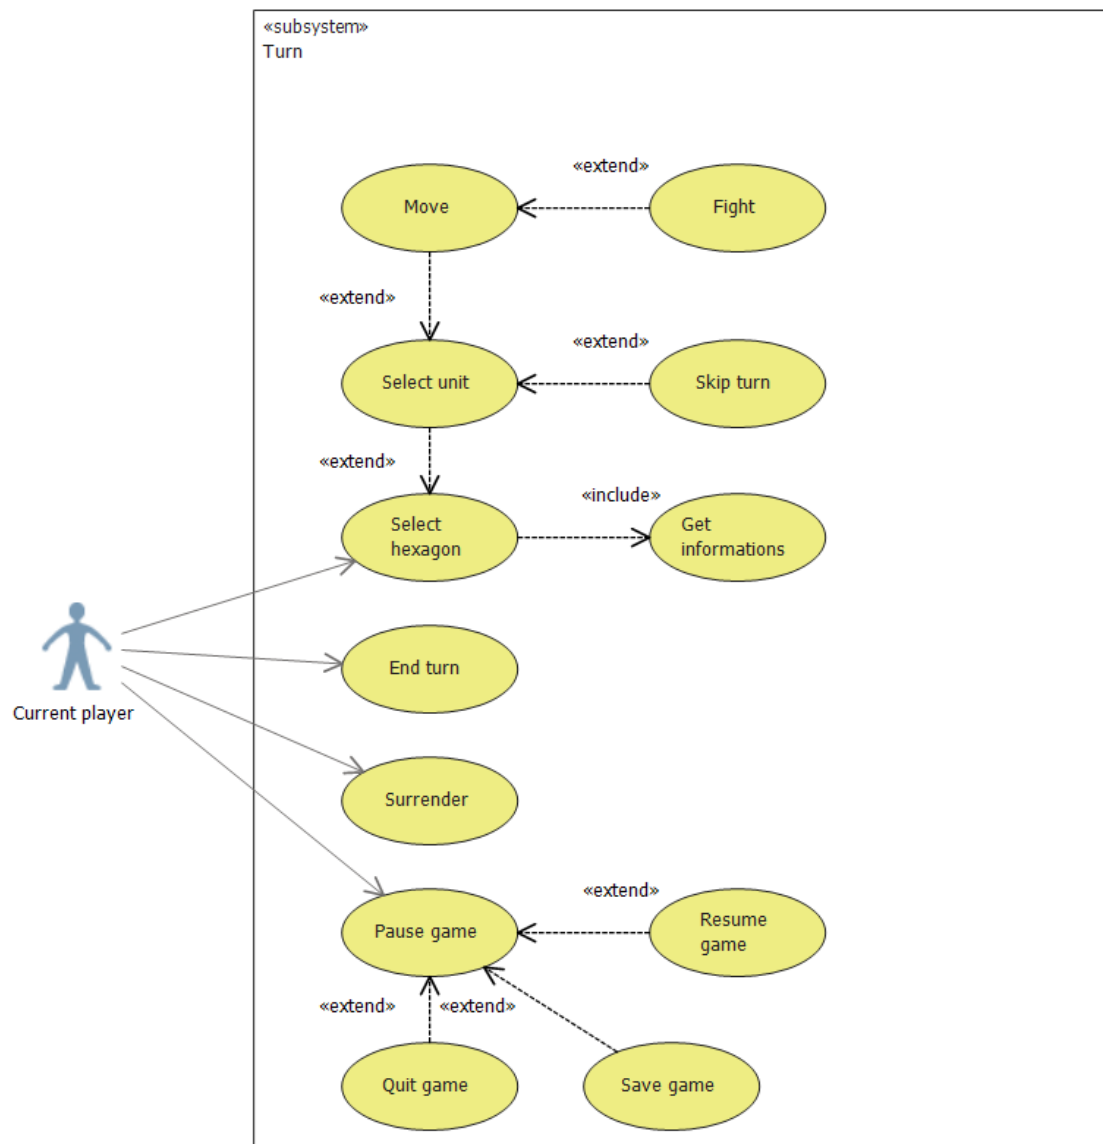 «subsystem»
Turn
«extend»
Move
Fight
«extend»
«extend»
Select unit
Skip turn
«extend»
«include»
Select
hexagon
Get
informations
End turn
Current player
Surrender
«extend»
Pause game
Resume
game
«extend»
«extend»
Quit game
Save game